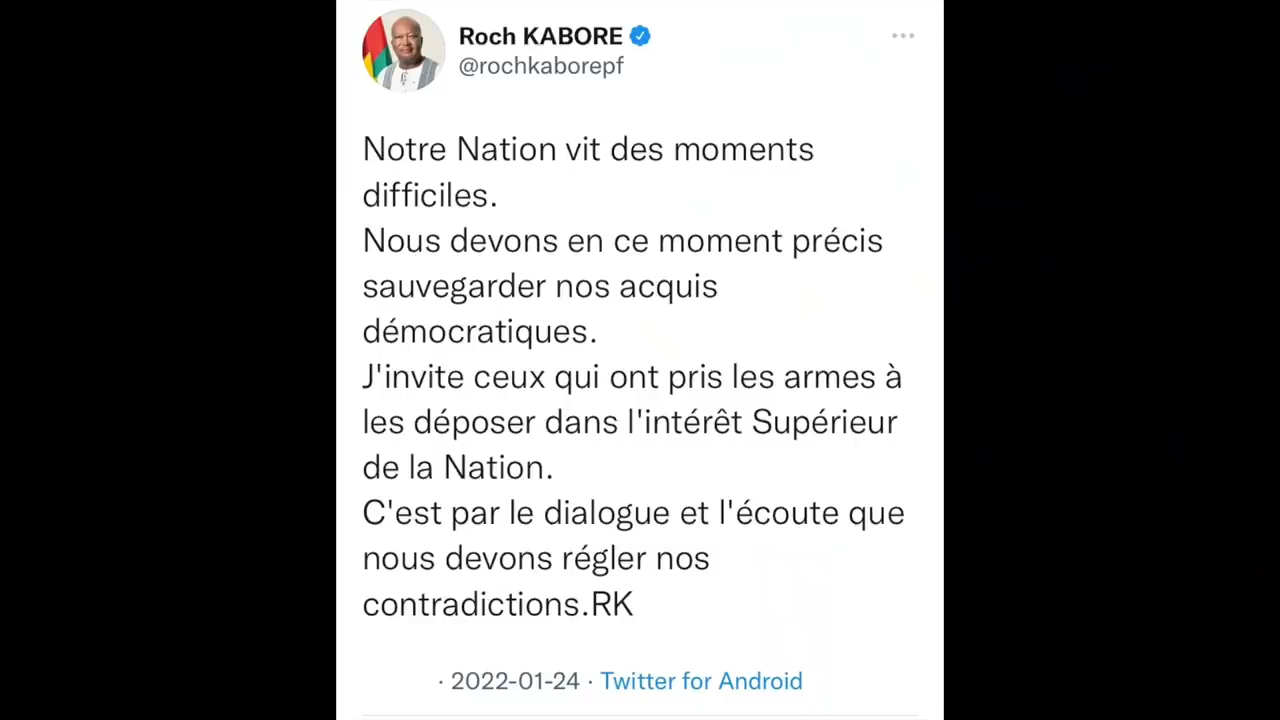 Roch KABORE
@rochkaborepf
Notre Nation vit des moments
difficiles.
Nous devons en ce moment précis
sauvegarder nos acquis
démocratiques.
J'invite ceux qui ont pris les armes à
les déposer dans l'intérêt Supérieur
de la Nation.
C'est par le dialogue et l'écoute que
nous devons régler nos
contradictions.RK
· 2022-01-24 · Twitter for Android